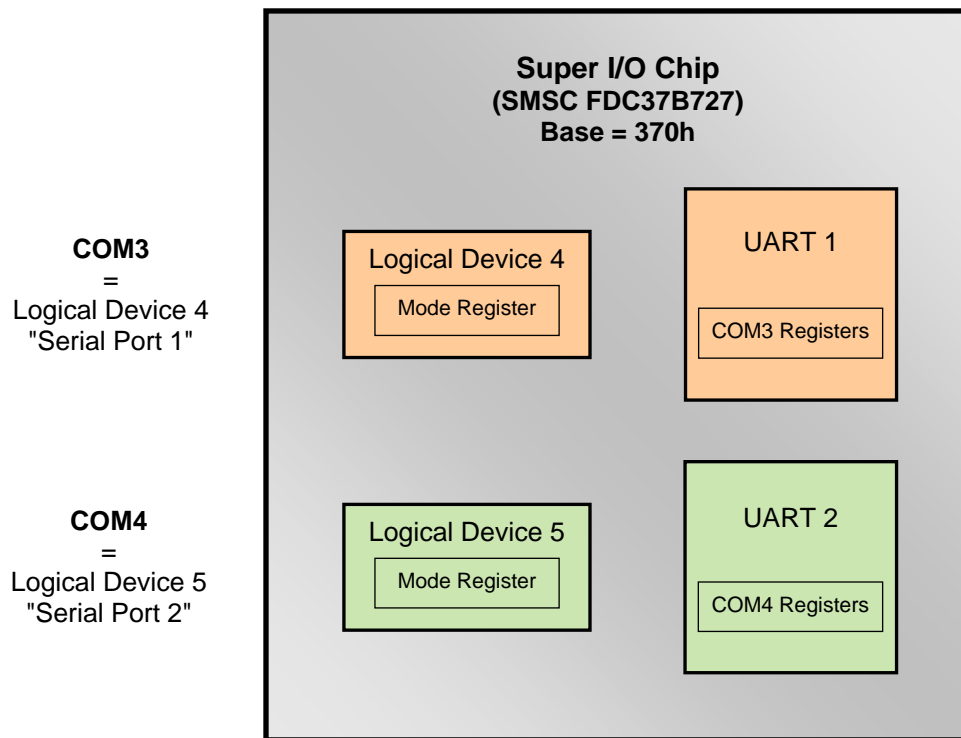 Super I/O Chip
(SMSC FDC37B727)
Base = 370h
COM3
=
Logical Device 4
"Serial Port 1"
Logical Device 4
Mode Register
UART 1
COM3 Registers
COM4
=
Logical Device 5
"Serial Port 2"
Logical Device 5
Mode Register
UART 2
COM4 Registers